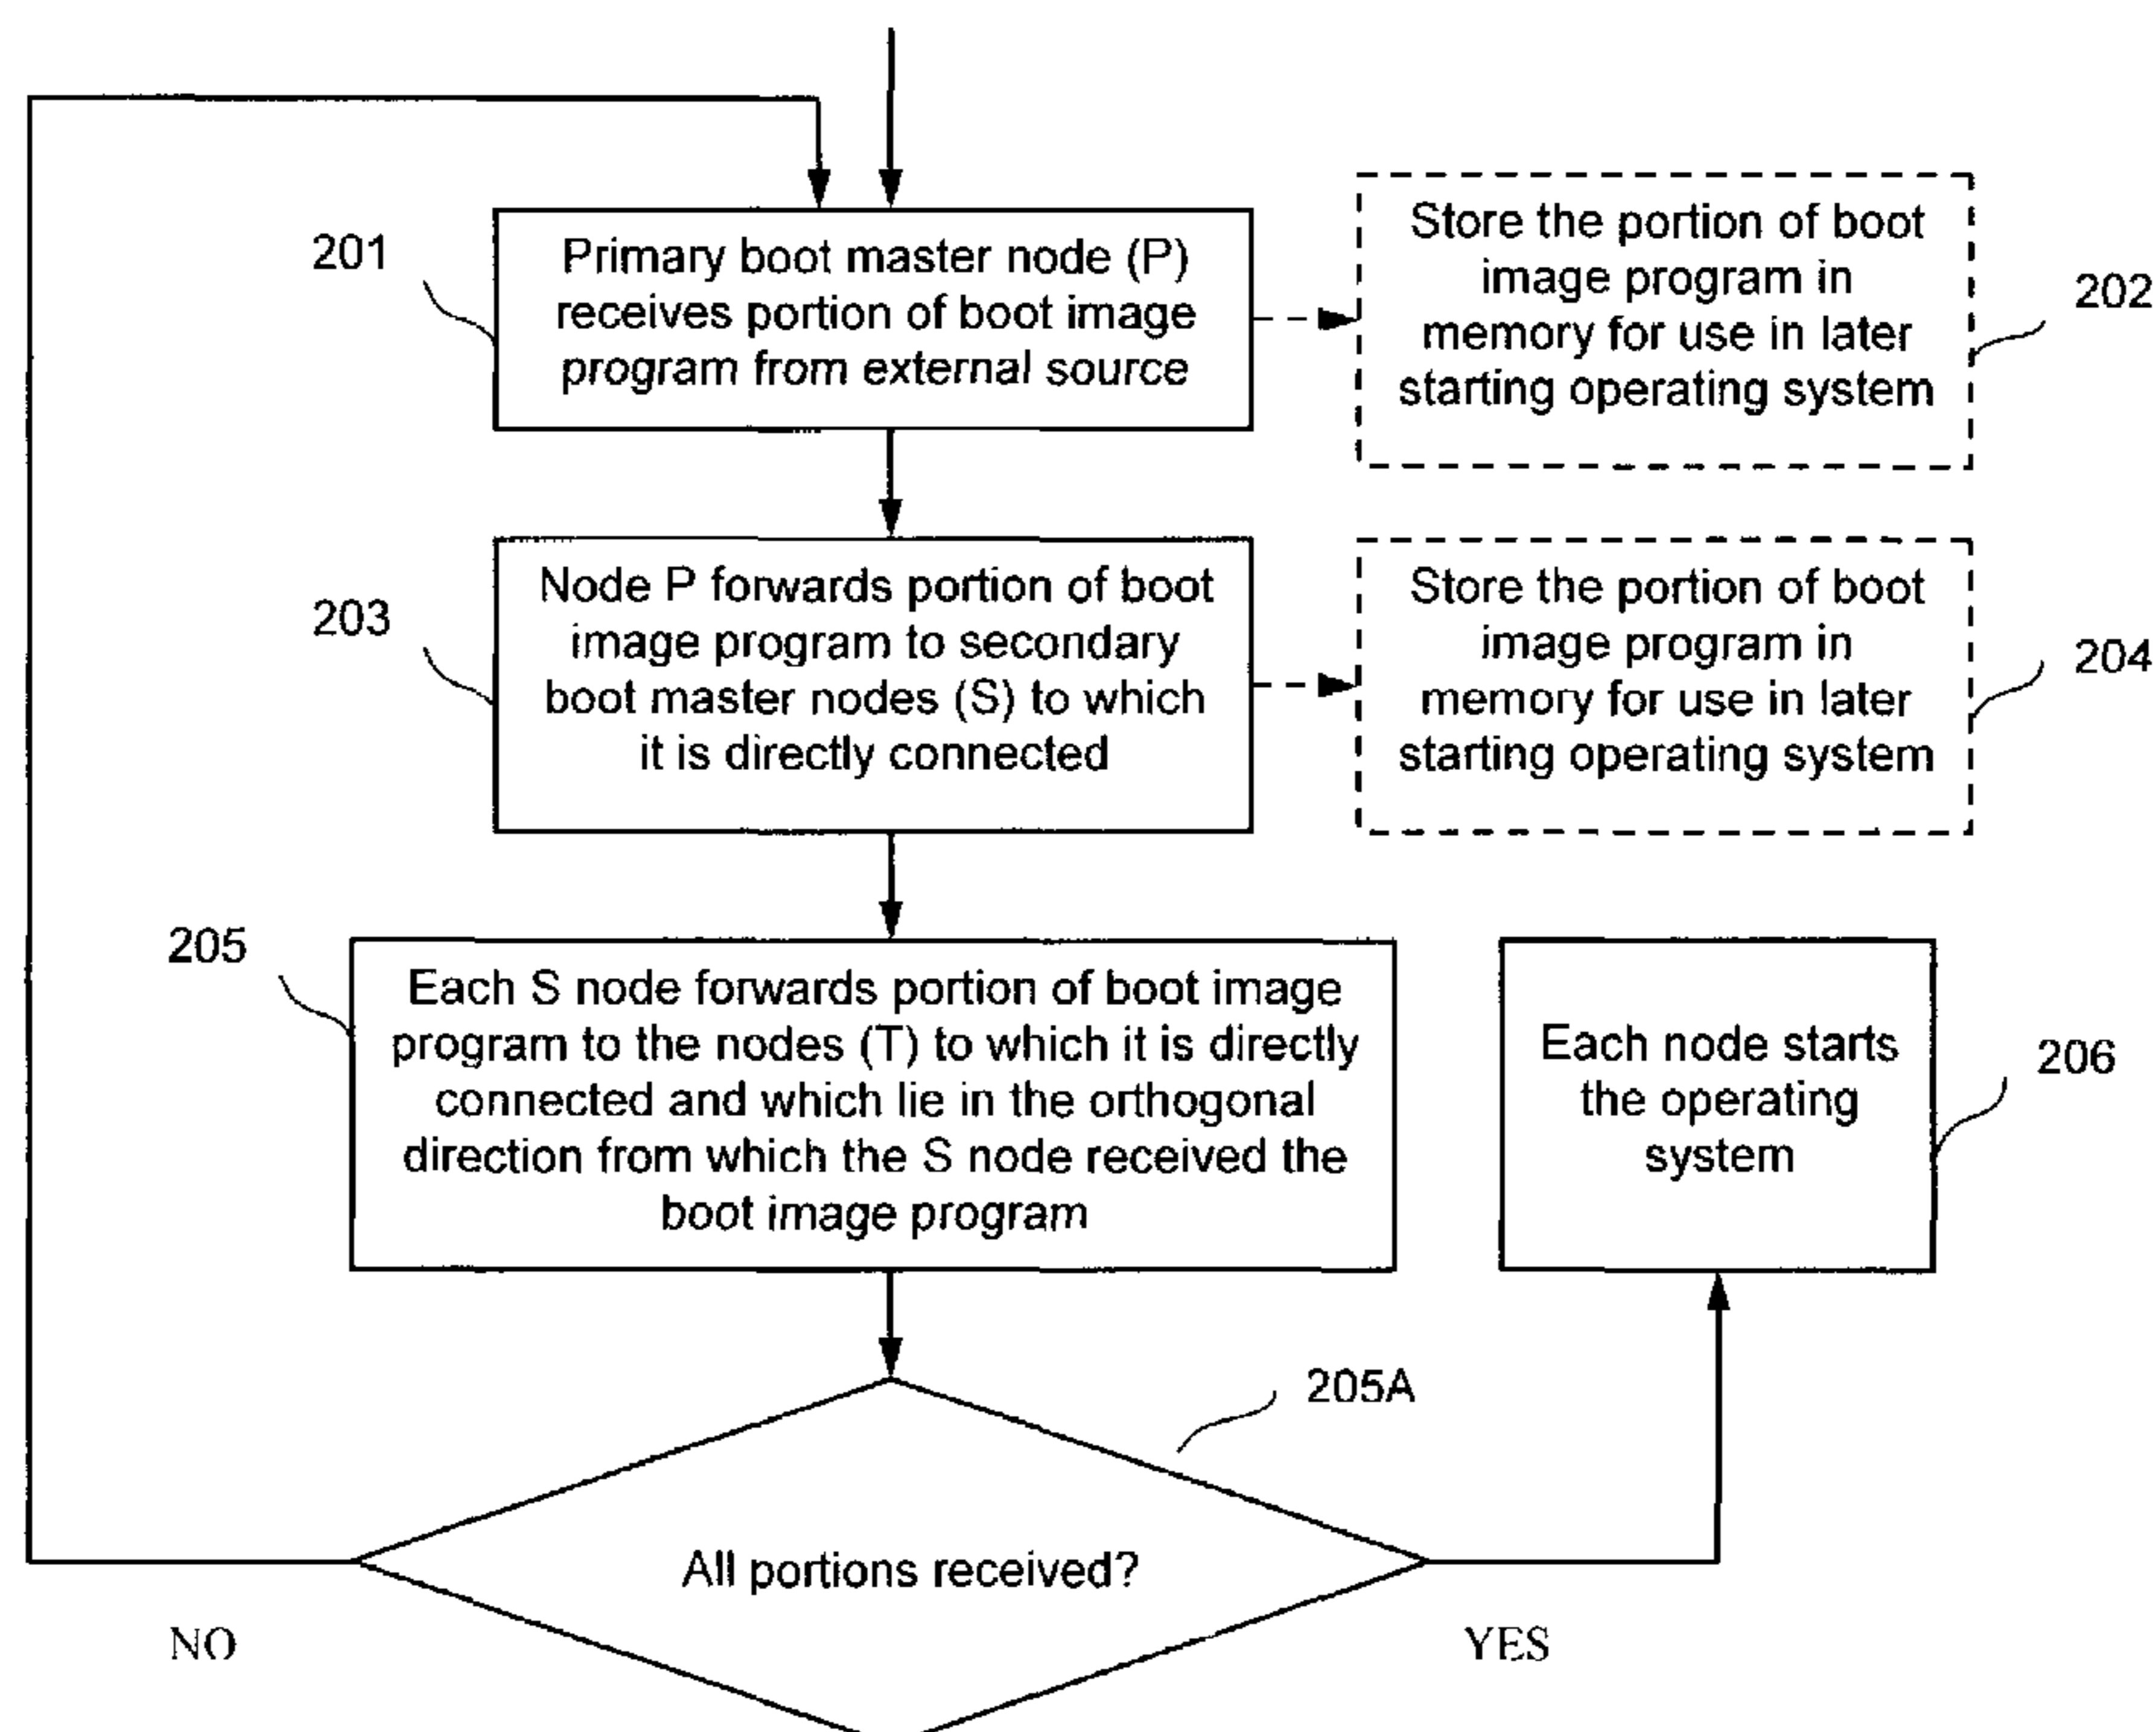 201
Primary boot master node (P)
receives portion of boot image
program from external source
Store the portion of boot
image program in
memory for use in later
starting operating system
202
203
Node P forwards portion of boot
image program to secondary
boot master nodes (S) to which
it is directly connected
Store the portion of boot
image program in
memory for use in later
starting operating system
204
205
Each S node forwards portion of boot image
program to the nodes (T) to which it is directly
connected and which lie in the orthogonal
direction from which the S node received the
boot image program
Each node starts
the operating
system
206
205A
All portions received?
NO
YES